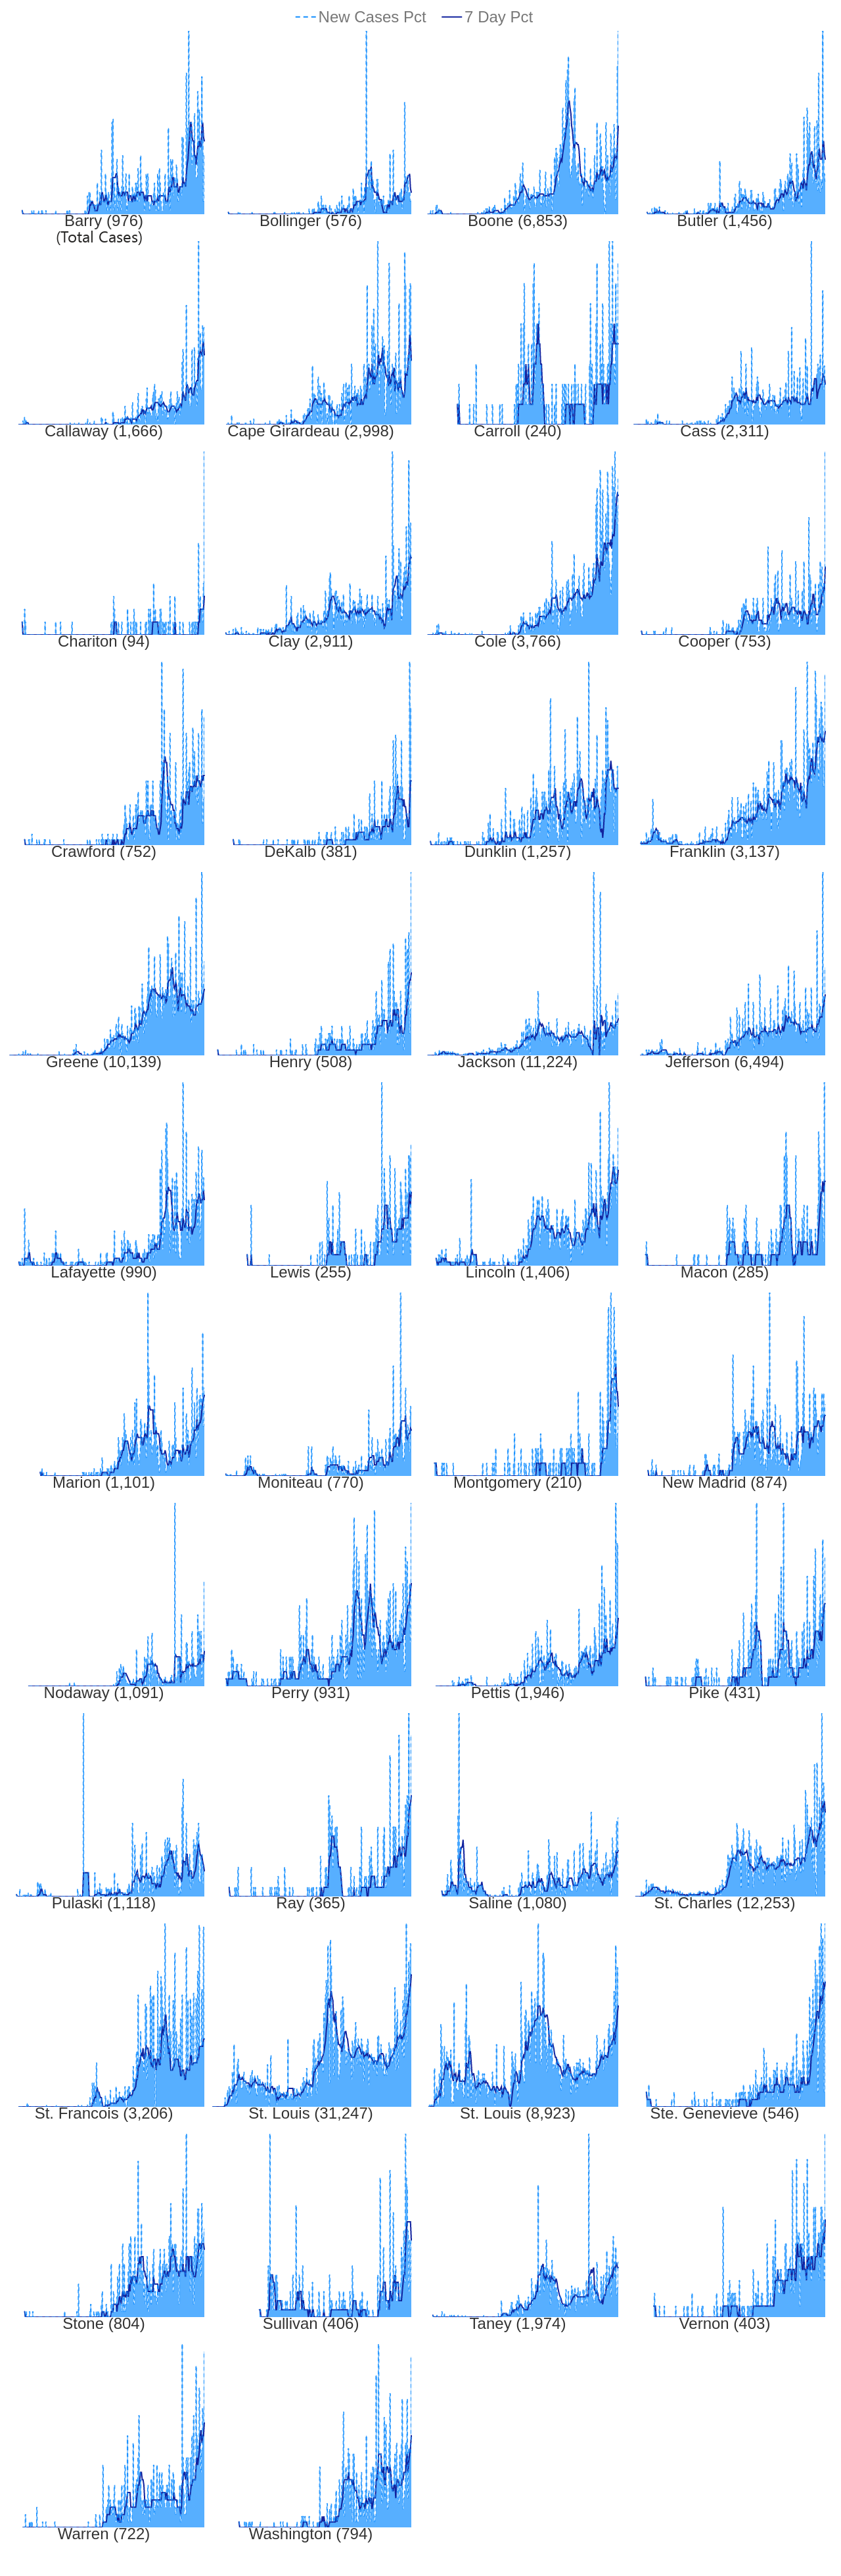 New Cases Pct 7 Day Pct
Barry (976) Bollinger (576) Boone (6,853) Butler (1,456)
(Total Cases)
Callaway (1,666) Cape Girardeau (2,998) Carroll (240) Cass (2,311)
Chariton (94) Clay (2,911) Cole (3,766) Cooper (753)
Crawford (752) DeKalb (381) Dunklin (1,257) Franklin (3,137)
Greene (10,139) Henry (508) Jackson (11,224) Jefferson (6,494)
Lafayette (990) Lewis (255) Lincoln (1,406) Macon (285)
Marion (1,101) Moniteau (770) Montgomery (210) New Madrid (874)
Nodaway (1,091) Perry (931) Pettis (1,946) Pike (431)
Pulaski (1,118) Ray (365) Saline (1,080) St. Charles (12,253)
St. Francois (3,206) St. Louis (31,247) St. Louis (8,923) Ste. Genevieve (546)
Stone (804) Sullivan (406) Taney (1,974) Vernon (403)
Warren (722) Washington (794)